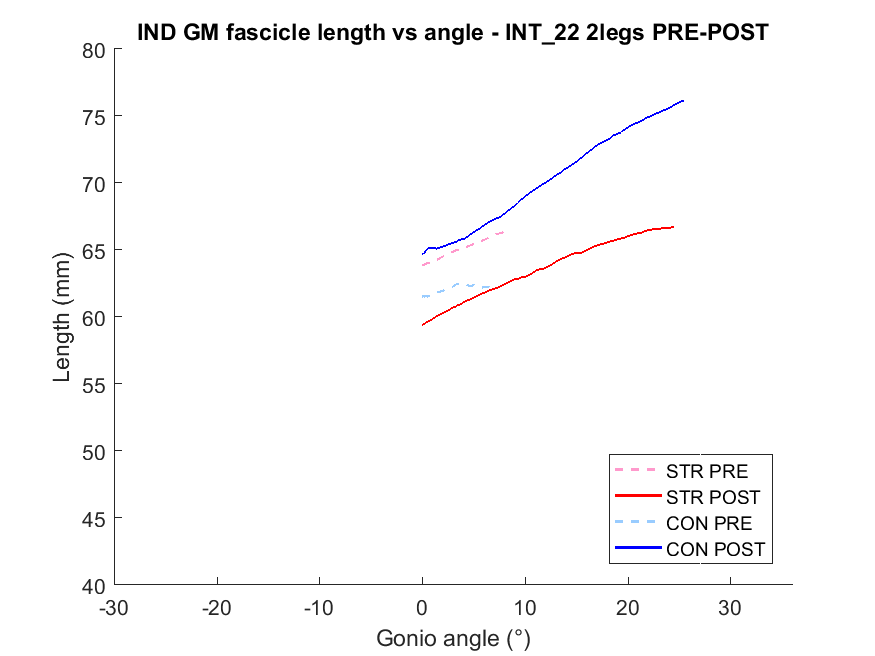 IND GM fascicle length vs angle - INT_22 2legs PRE-POST
80
75
70
65
60
55
50
45
40
Length (mm)
-30
-20
-10
0
10
20
30
Gonio angle (°)
STR PRE
STR POST
CON PRE
CON POST